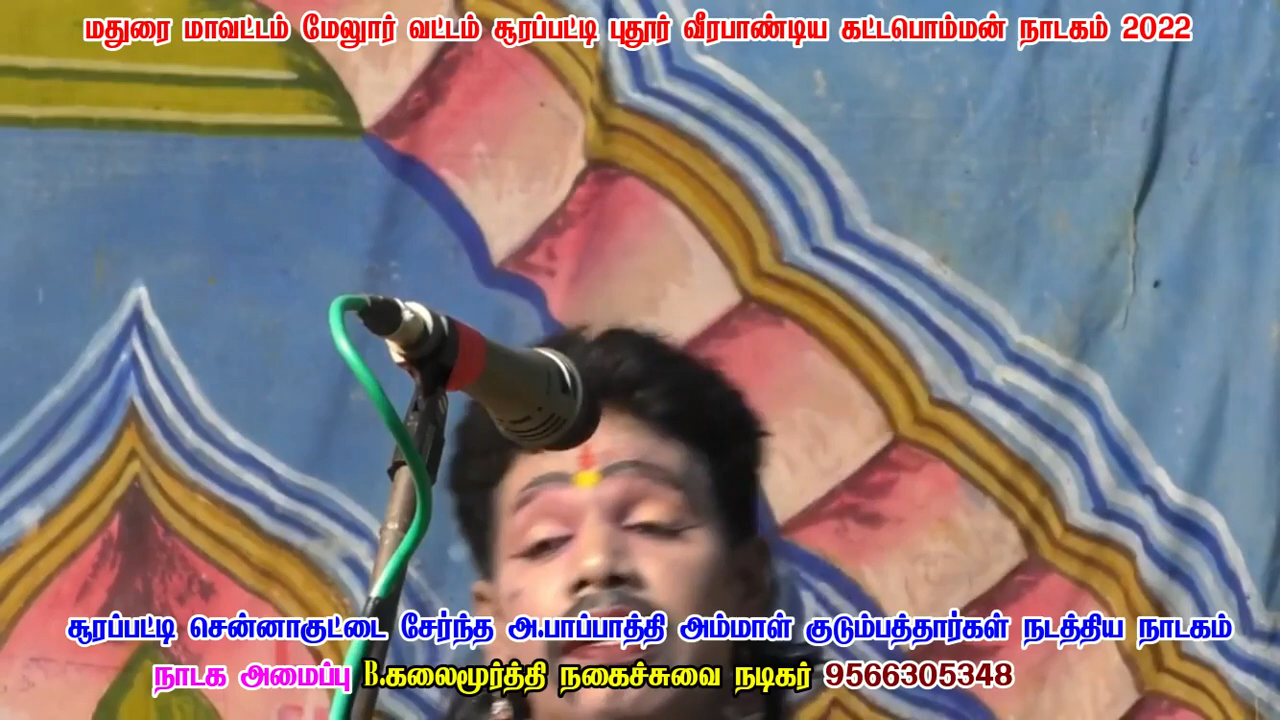 மதுரை மாவட்டம் மேலூர் வட்டம் சூரப்பட்டி புதூர் வீரபாண்டிய கட்டபொம்மன் நாடகம் 2022
சூரப்பட்டி சென்னாகுட்டை சேர்ந்த அ.பாப்பாத்தி அம்மாள் குடும்பத்தார்கள் நடத்திய நாடகம்
நாடக அமைப்பு B.கலைமூர்த்தி நகைச்சுவை நடிகர் 9566305348